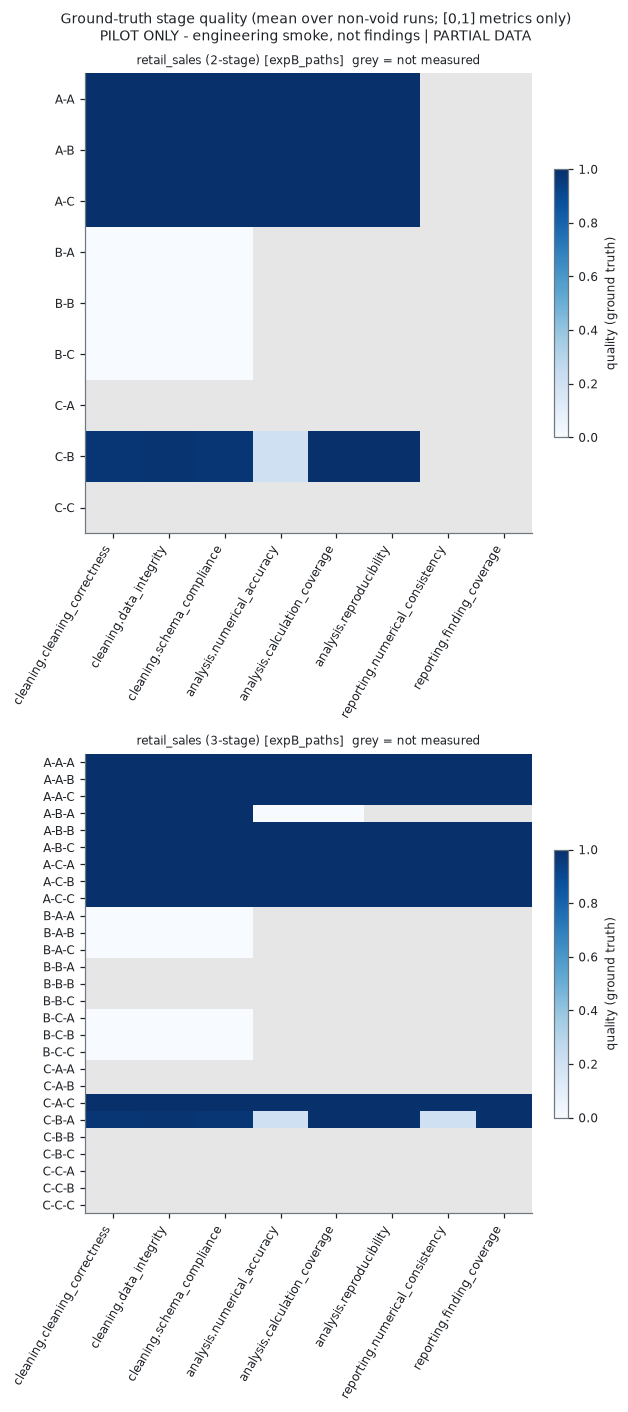 Ground-truth stage quality (mean over non-void runs; [0,1] metrics only)
PILOT ONLY - engineering smoke, not findings | PARTIAL DATA
retail_sales (2-stage) [expB_paths]  grey = not measured
A-A
A-B
A-C
B-A
B-B
B-C
C-A
C-B
C-C
cleaning.cleaning_correctness
cleaning.data_integrity
cleaning.schema_compliance
analysis.numerical_accuracy
analysis.calculation_coverage
analysis.reproducibility
reporting.numerical_consistency
reporting.finding_coverage
1.0
0.8
0.6
0.4
0.2
0.0
quality (ground truth)
retail_sales (3-stage) [expB_paths]  grey = not measured
A-A-A
A-A-B
A-A-C
A-B-A
A-B-B
A-B-C
A-C-A
A-C-B
A-C-C
B-A-A
B-A-B
B-A-C
B-B-A
B-B-B
B-B-C
B-C-A
B-C-B
B-C-C
C-A-A
C-A-B
C-A-C
C-B-A
C-B-B
C-B-C
C-C-A
C-C-B
C-C-C
cleaning.cleaning_correctness
cleaning.data_integrity
cleaning.schema_compliance
analysis.numerical_accuracy
analysis.calculation_coverage
analysis.reproducibility
reporting.numerical_consistency
reporting.finding_coverage
1.0
0.8
0.6
0.4
0.2
0.0
quality (ground truth)